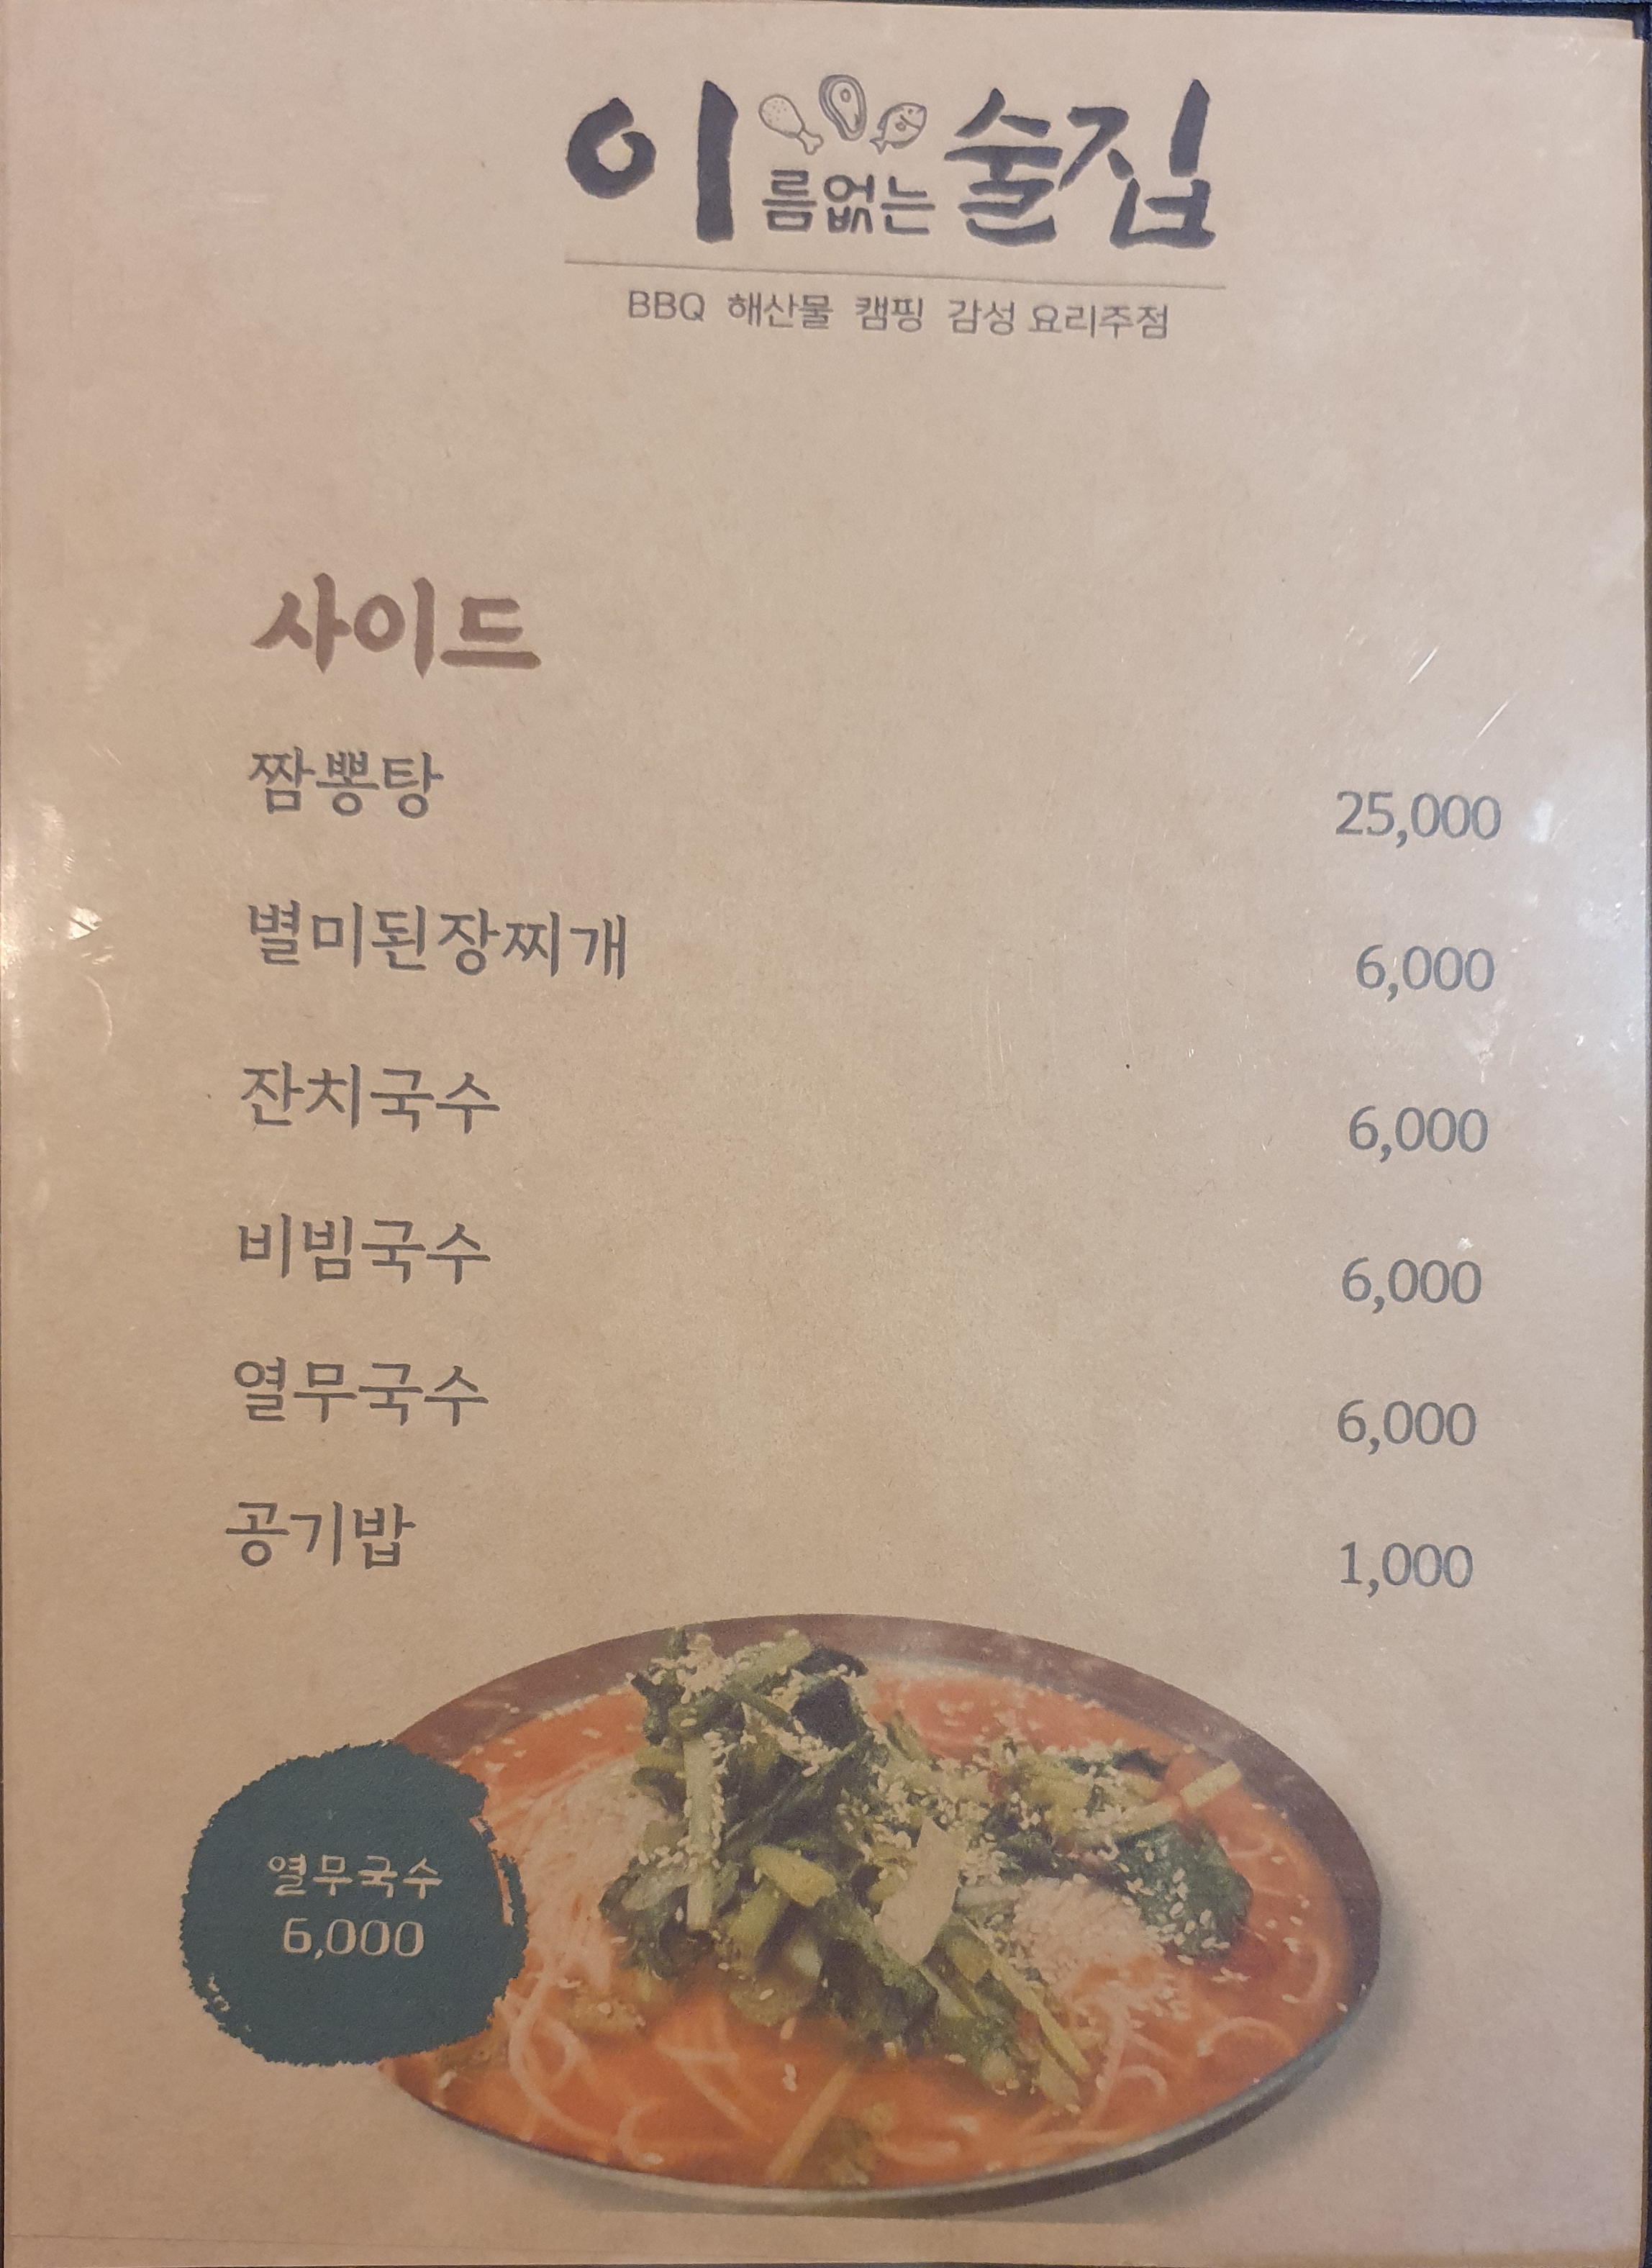 이름없는 술집
BBQ 해산물 캠핑 감성 요리주점
사이드
짬뽕탕 25,000
별미된장찌개 6,000
잔치국수 6,000
비빔국수 6,000
열무국수 6,000
공기밥 1,000
열무국수
6,000